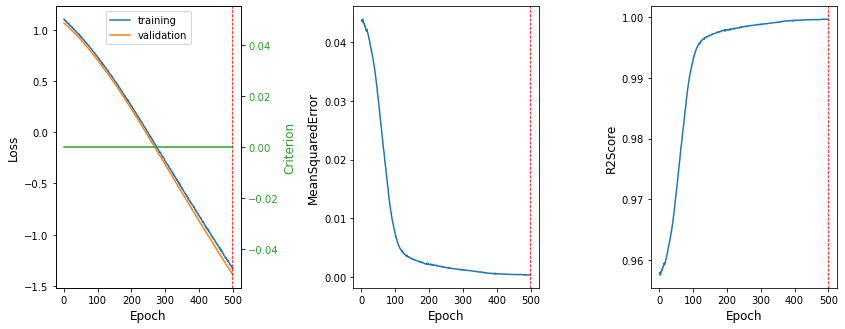 Loss
1.0
0.5
0.0
−0.5
−1.0
−1.5
training
validation
0 100 200 300 400 500
Epoch
0.04
0.02
0.00
−0.02
−0.04
Criterion
MeanSquaredError
0.04
0.03
0.02
0.01
0.00
0 100 200 300 400 500
Epoch
R2Score
1.00
0.99
0.98
0.97
0.96
0 100 200 300 400 500
Epoch